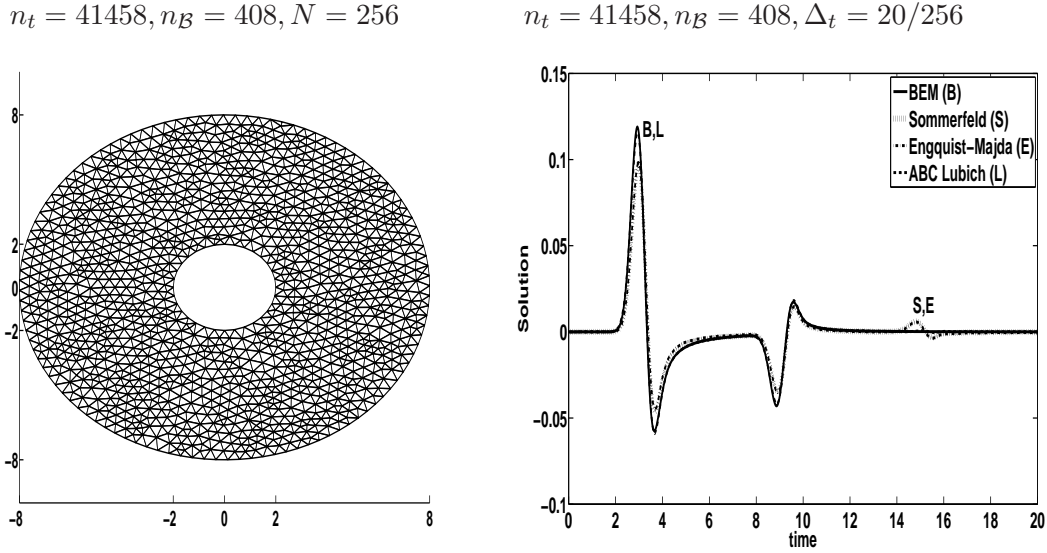 n_t = 41458, n_B = 408, N = 256
8
2
0
−2
−8
−8 −2 0 2 8
n_t = 41458, n_B = 408, Δ_t = 20/256
0.15
0.1
0.05
0
−0.05
−0.1
Solution
BEM (B)
Sommerfeld (S)
Engquist−Majda (E)
ABC Lubich (L)
B,L
S,E
0 2 4 6 8 10 12 14 16 18 20
time